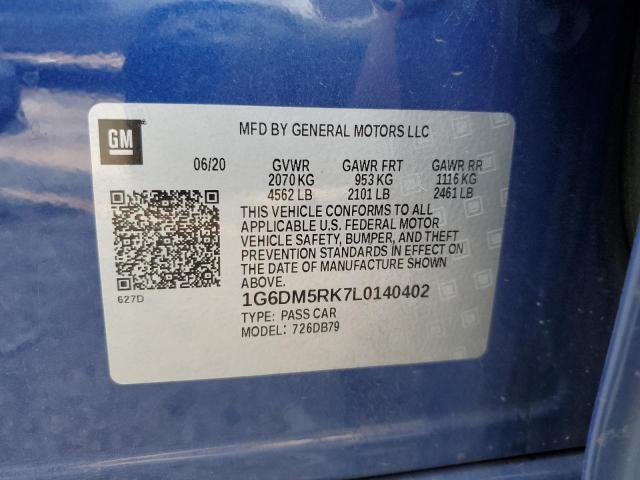 GM
MFD BY GENERAL MOTORS LLC
06/20 GVWR GAWR FRT GAWR RR
2070 KG 953 KG 1116 KG
4562 LB 2101 LB 2461 LB
THIS VEHICLE CONFORMS TO ALL
APPLICABLE U.S. FEDERAL MOTOR
VEHICLE SAFETY, BUMPER, AND THEFT
PREVENTION STANDARDS IN EFFECT ON
THE DATE OF MANUFACTURE SHOWN
ABOVE.
627D
1G6DM5RK7L0140402
TYPE: PASS CAR
MODEL: 726DB79